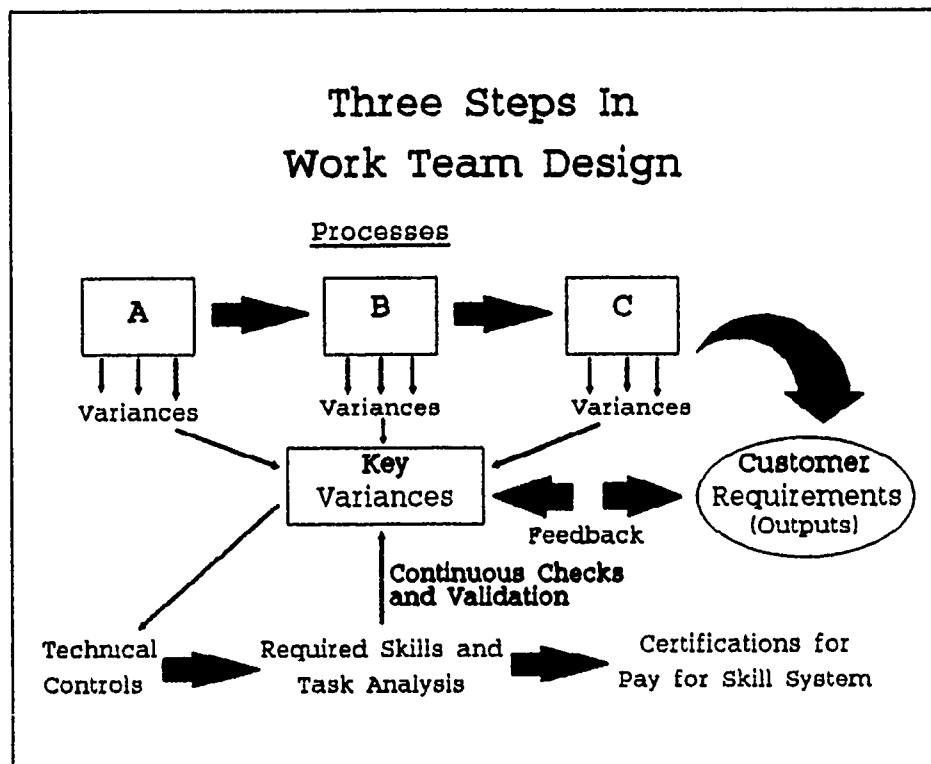 Three Steps In
Work Team Design
Processes
A
B
C
Variances
Variances
Variances
Key
Variances
Customer
Requirements
(Outputs)
Feedback
Continuous Checks
and Validation
Technical
Controls
Required Skills and
Task Analysis
Certifications for
Pay for Skill System